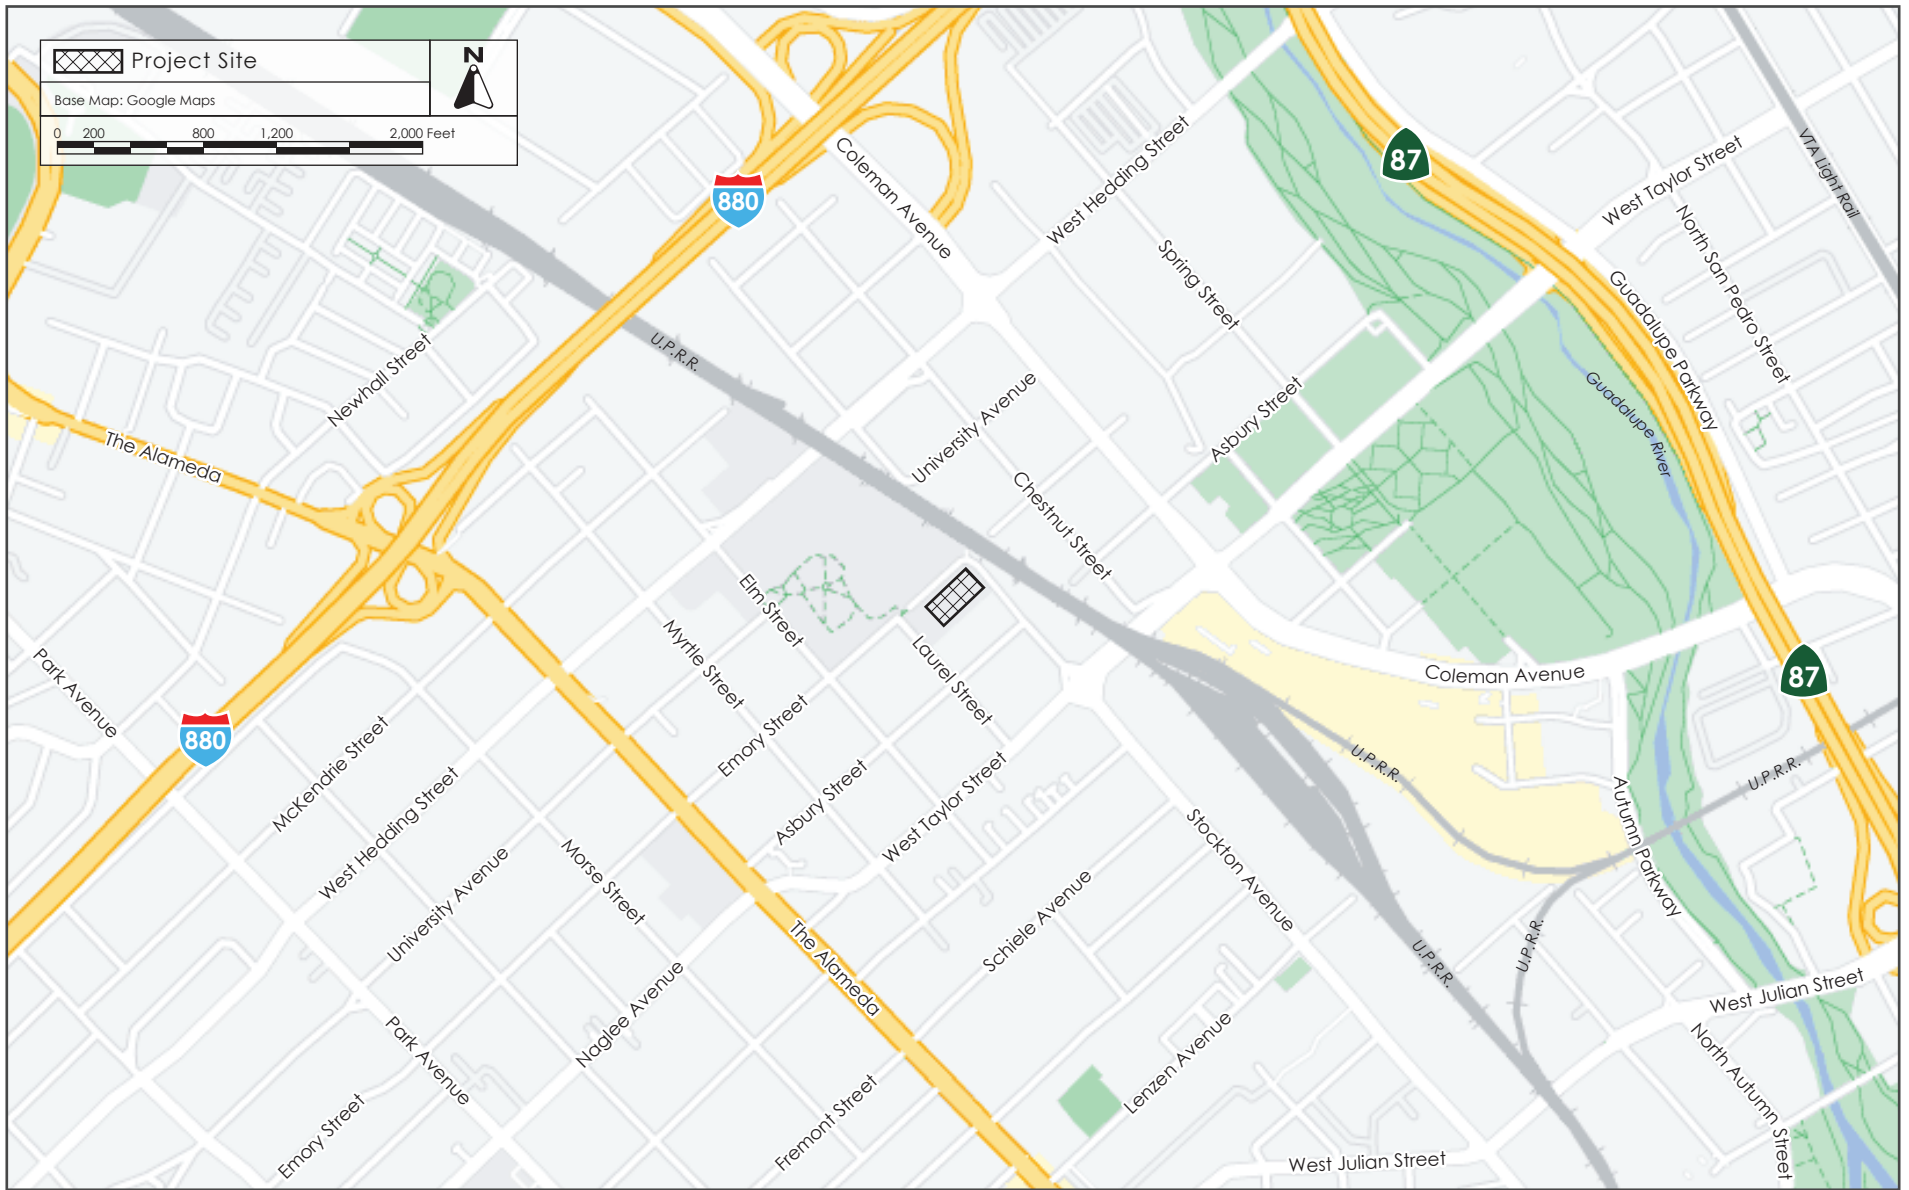 Project Site
N
Base Map: Google Maps
0 200 800 1,200 2,000 Feet
880
87
Coleman Avenue
West Hedding Street
West Taylor Street
VTA Light Rail
North San Pedro Street
Spring Street
Guadalupe Parkway
U.P.R.R.
Newhall Street
Guadalupe River
University Avenue
Asbury Street
The Alameda
Chestnut Street
Elm Street
Myrtle Street
Laurel Street
Park Avenue
Coleman Avenue
87
880
Emory Street
McKendrie Street
West Hedding Street
Asbury Street
West Taylor Street
U.P.R.R.
U.P.R.R.
Autumn Parkway
Stockton Avenue
University Avenue
Morse Street
Schiele Avenue
The Alameda
U.P.R.R.
U.P.R.R.
West Julian Street
Naglee Avenue
Park Avenue
Lenzen Avenue
North Autumn Street
Fremont Street
Emory Street
West Julian Street